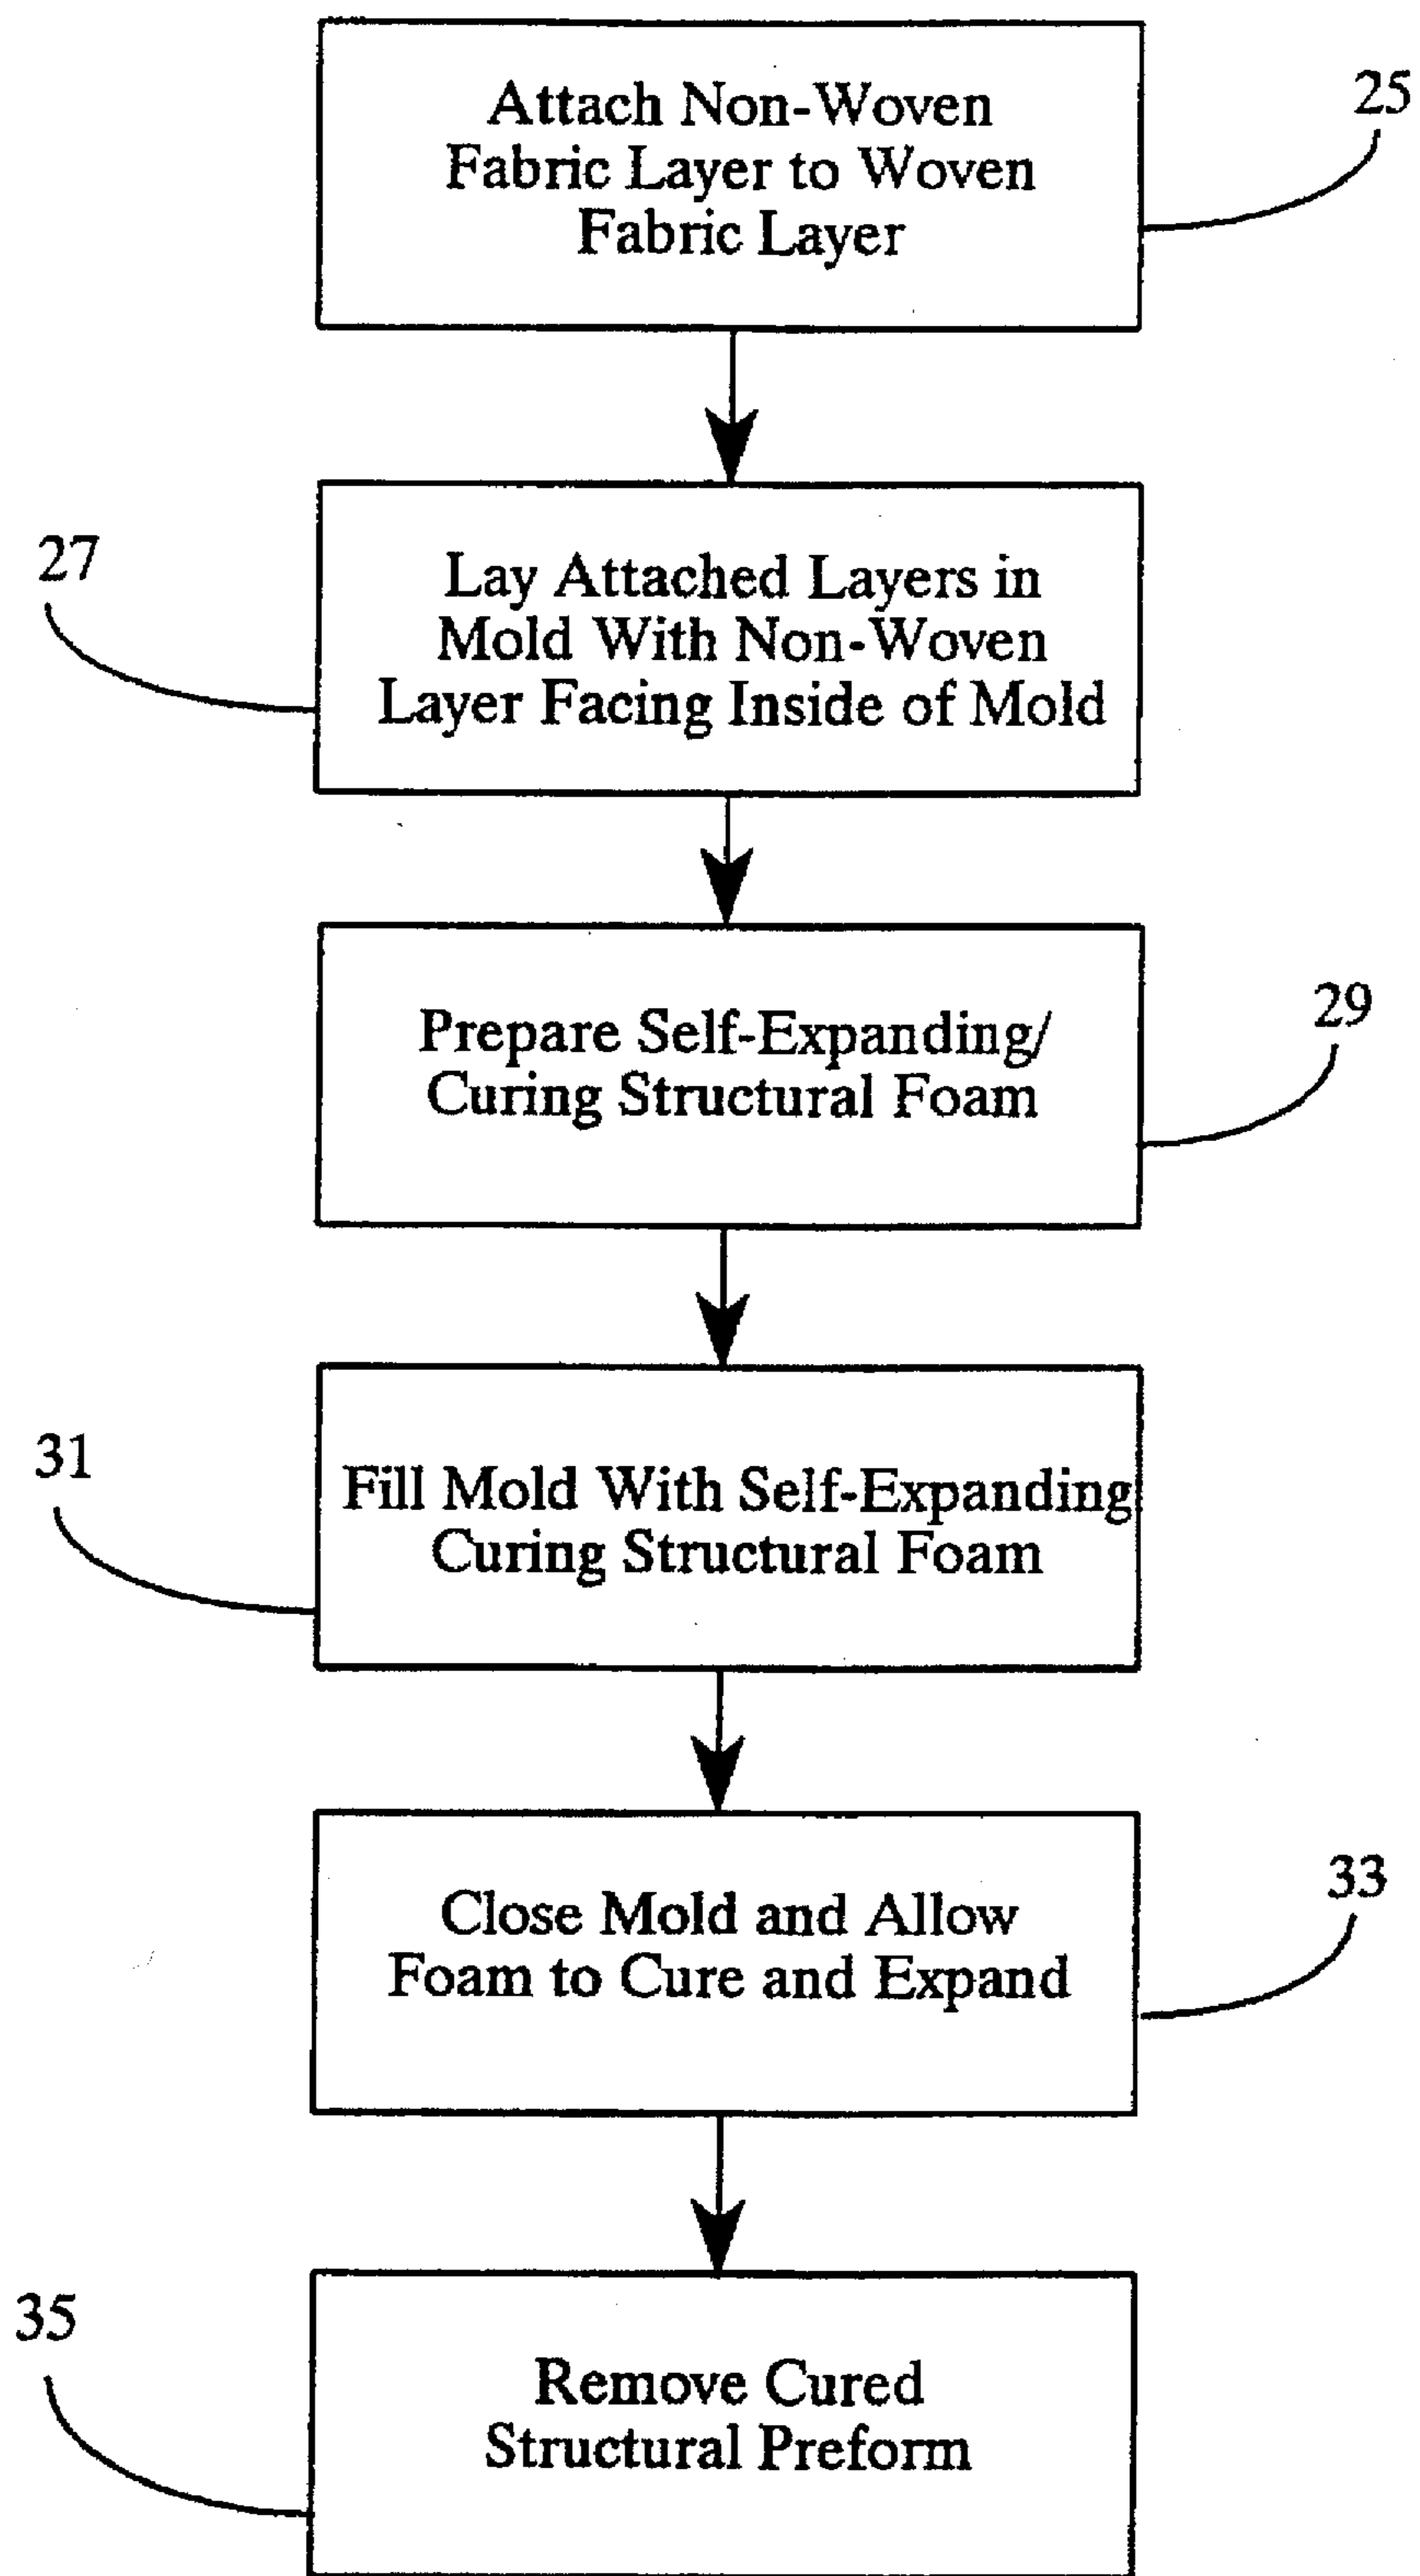 Attach Non-Woven
Fabric Layer to Woven
Fabric Layer
25
27
Lay Attached Layers in
Mold With Non-Woven
Layer Facing Inside of Mold
Prepare Self-Expanding/
Curing Structural Foam
29
31
Fill Mold With Self-Expanding
Curing Structural Foam
Close Mold and Allow
Foam to Cure and Expand
33
35
Remove Cured
Structural Preform